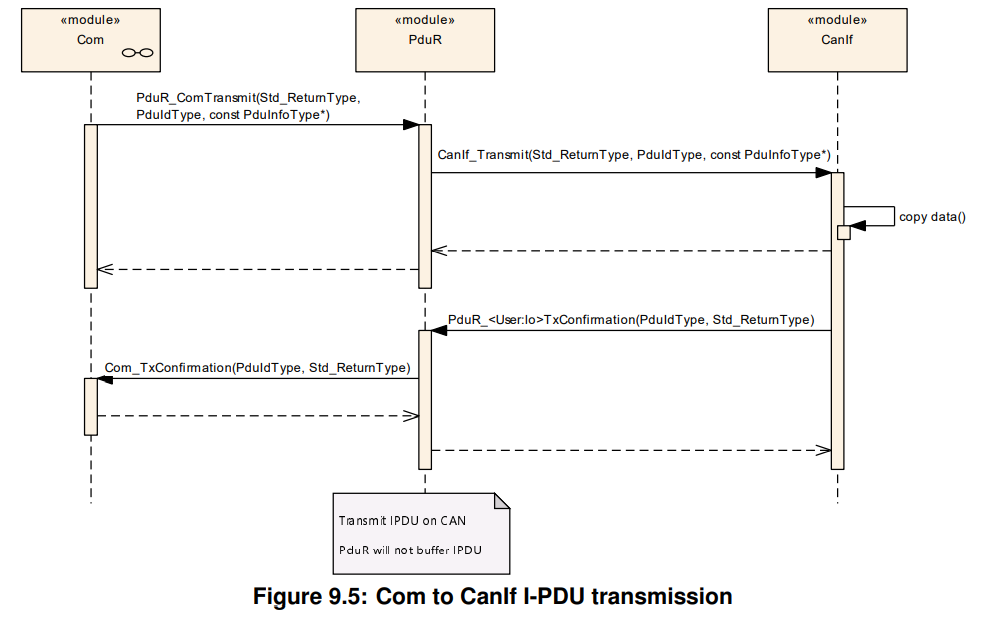 «module»
Com
«module»
PduR
«module»
CanIf
PduR_ComTransmit(Std_ReturnType,
PduIdType, const PduInfoType*)
CanIf_Transmit(Std_ReturnType, PduIdType, const PduInfoType*)
copy data()
PduR_<User:lo>TxConfirmation(PduIdType, Std_ReturnType)
Com_TxConfirmation(PduIdType, Std_ReturnType)
Transmit IPDU on CAN
PduR will not buffer IPDU
Figure 9.5: Com to CanIf I-PDU transmission